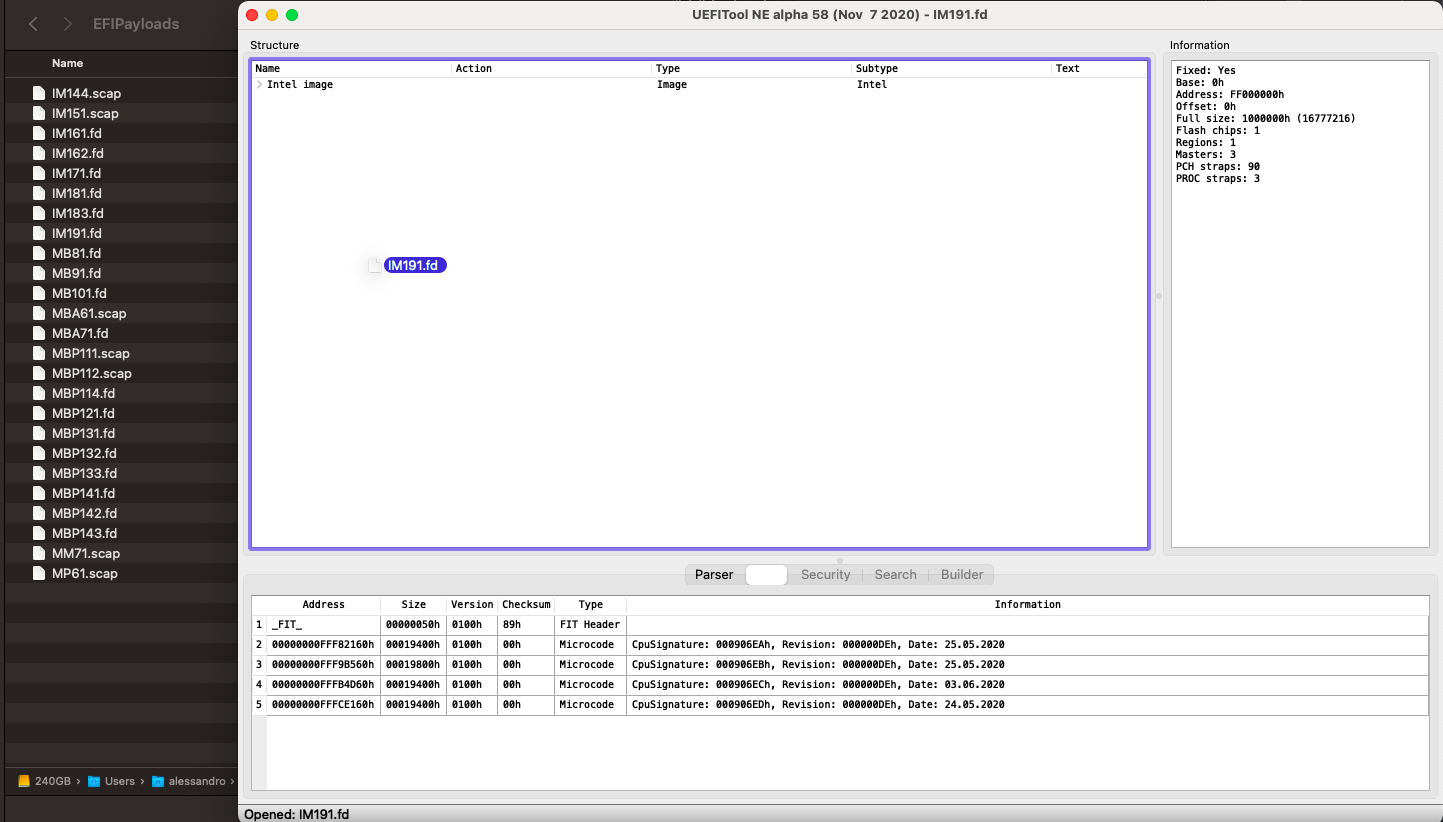 EFIPayloads
Name
IM144.scap
IM151.scap
IM161.fd
IM162.fd
IM171.fd
IM181.fd
IM183.fd
IM191.fd
MB81.fd
MB91.fd
MB101.fd
MBA61.scap
MBA71.fd
MBP111.scap
MBP112.scap
MBP114.fd
MBP121.fd
MBP131.fd
MBP132.fd
MBP133.fd
MBP141.fd
MBP142.fd
MBP143.fd
MM71.scap
MP61.scap
240GB › Users › alessandro ›
UEFITool NE alpha 58 (Nov 7 2020) - IM191.fd
Structure
Name Action Type Subtype Text
Intel image Image Intel
IM191.fd
Information
Fixed: Yes
Base: 0h
Address: FF000000h
Offset: 0h
Full size: 1000000h (16777216)
Flash chips: 1
Regions: 1
Masters: 3
PCH straps: 90
PROC straps: 3
Parser Security Search Builder
Address Size Version Checksum Type Information
1 _FIT_ 00000050h 0100h 89h FIT Header
2 00000000FFF82160h 00019400h 0100h 00h Microcode CpuSignature: 000906EAh, Revision: 000000DEh, Date: 25.05.2020
3 00000000FFF9B560h 00019800h 0100h 00h Microcode CpuSignature: 000906EBh, Revision: 000000DEh, Date: 25.05.2020
4 00000000FFFB4D60h 00019400h 0100h 00h Microcode CpuSignature: 000906ECh, Revision: 000000DEh, Date: 03.06.2020
5 00000000FFFCE160h 00019400h 0100h 00h Microcode CpuSignature: 000906EDh, Revision: 000000DEh, Date: 24.05.2020
Opened: IM191.fd